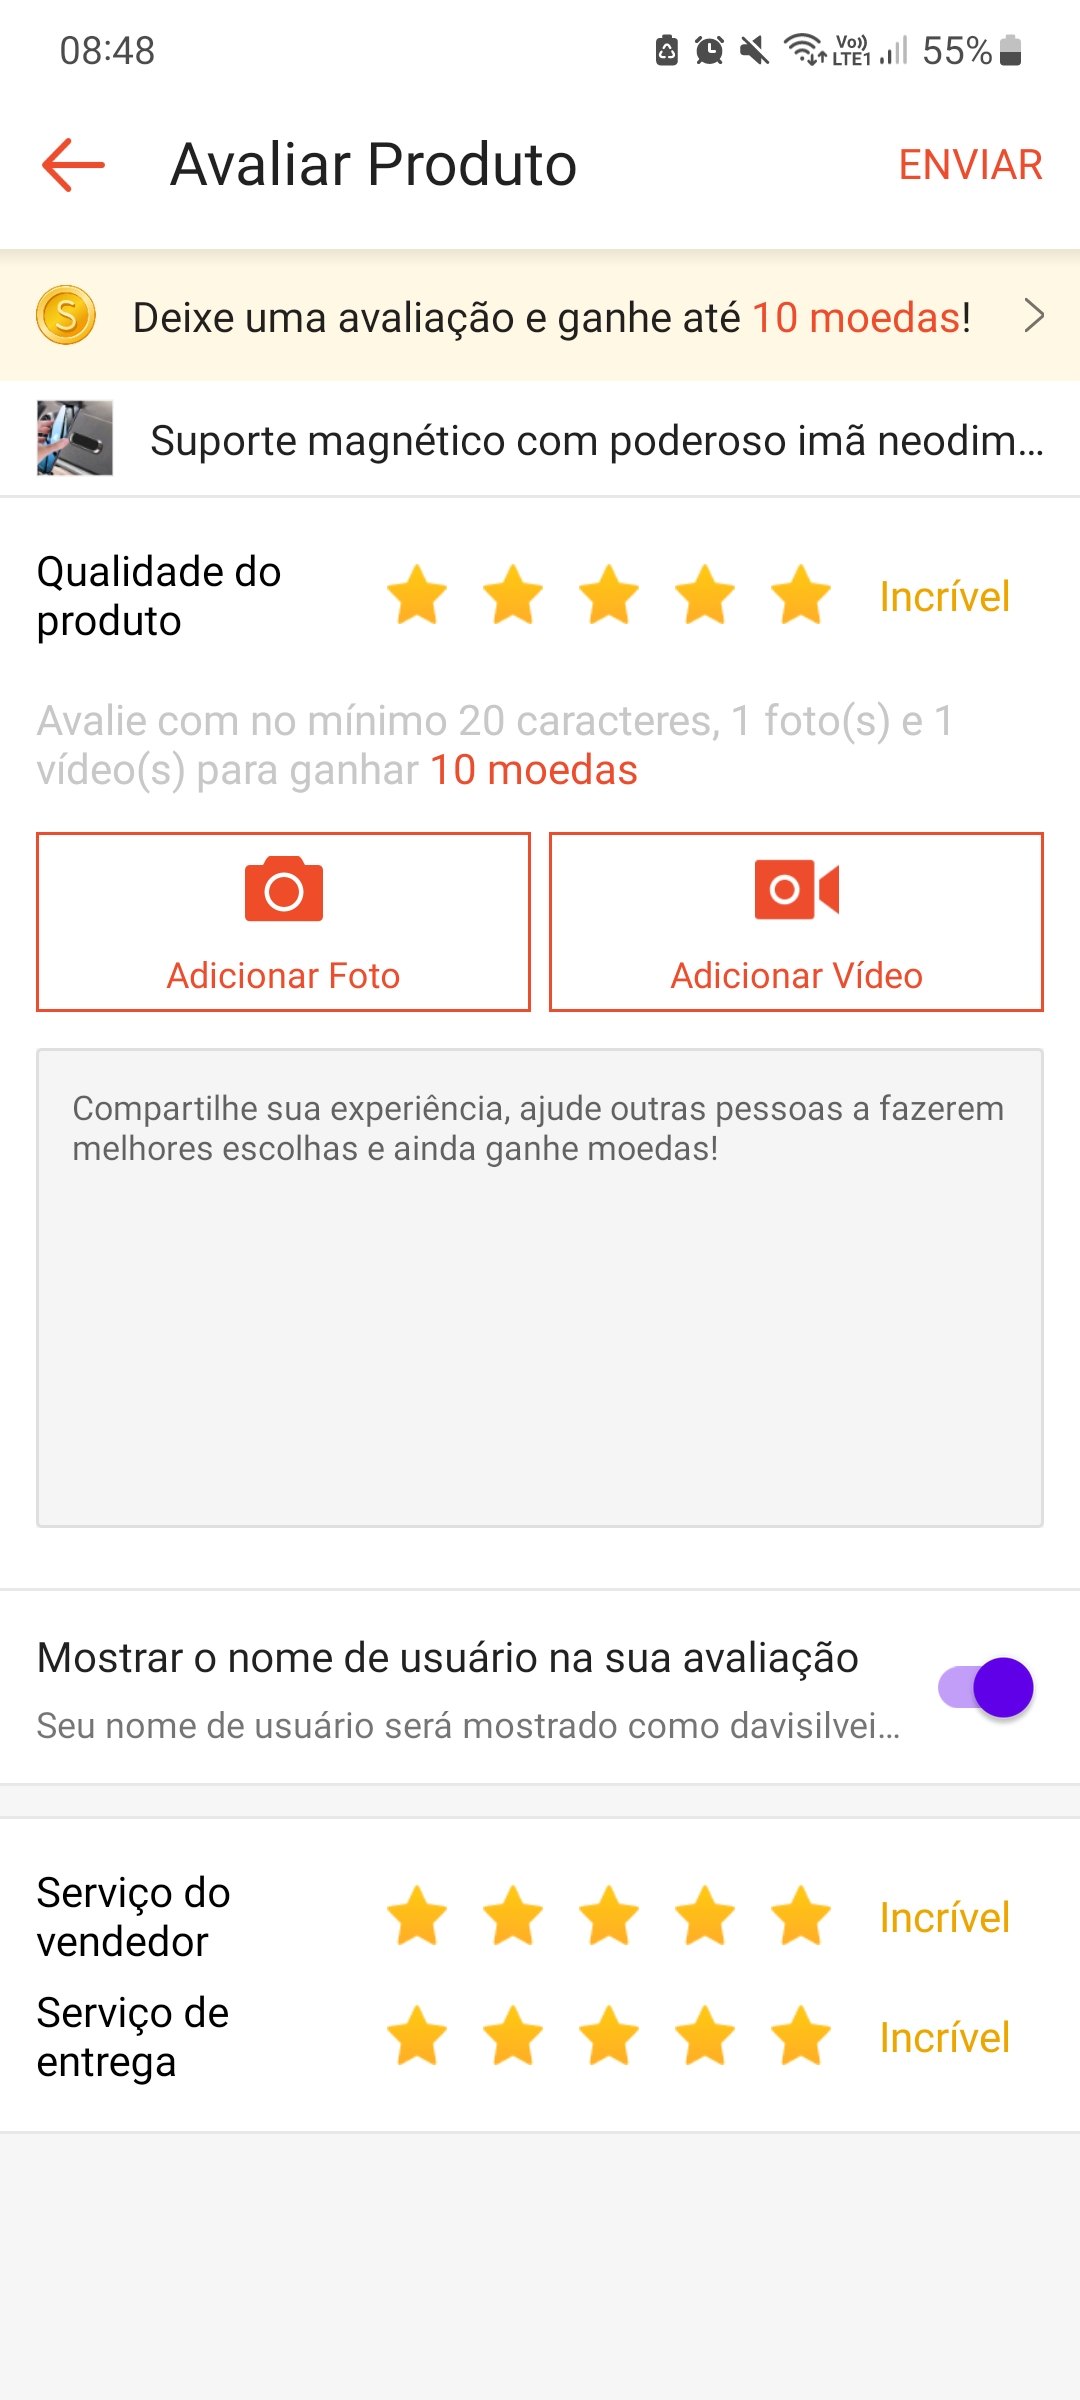 08:48
Vo)) LTE1 55%
Avaliar Produto
ENVIAR
Deixe uma avaliação e ganhe até 10 moedas!
Suporte magnético com poderoso imã neodim...
Qualidade do
produto
Incrível
Avalie com no mínimo 20 caracteres, 1 foto(s) e 1
vídeo(s) para ganhar 10 moedas
Adicionar Foto
Adicionar Vídeo
Compartilhe sua experiência, ajude outras pessoas a fazerem
melhores escolhas e ainda ganhe moedas!
Mostrar o nome de usuário na sua avaliação
Seu nome de usuário será mostrado como davisilvei...
Serviço do
vendedor
Incrível
Serviço de
entrega
Incrível